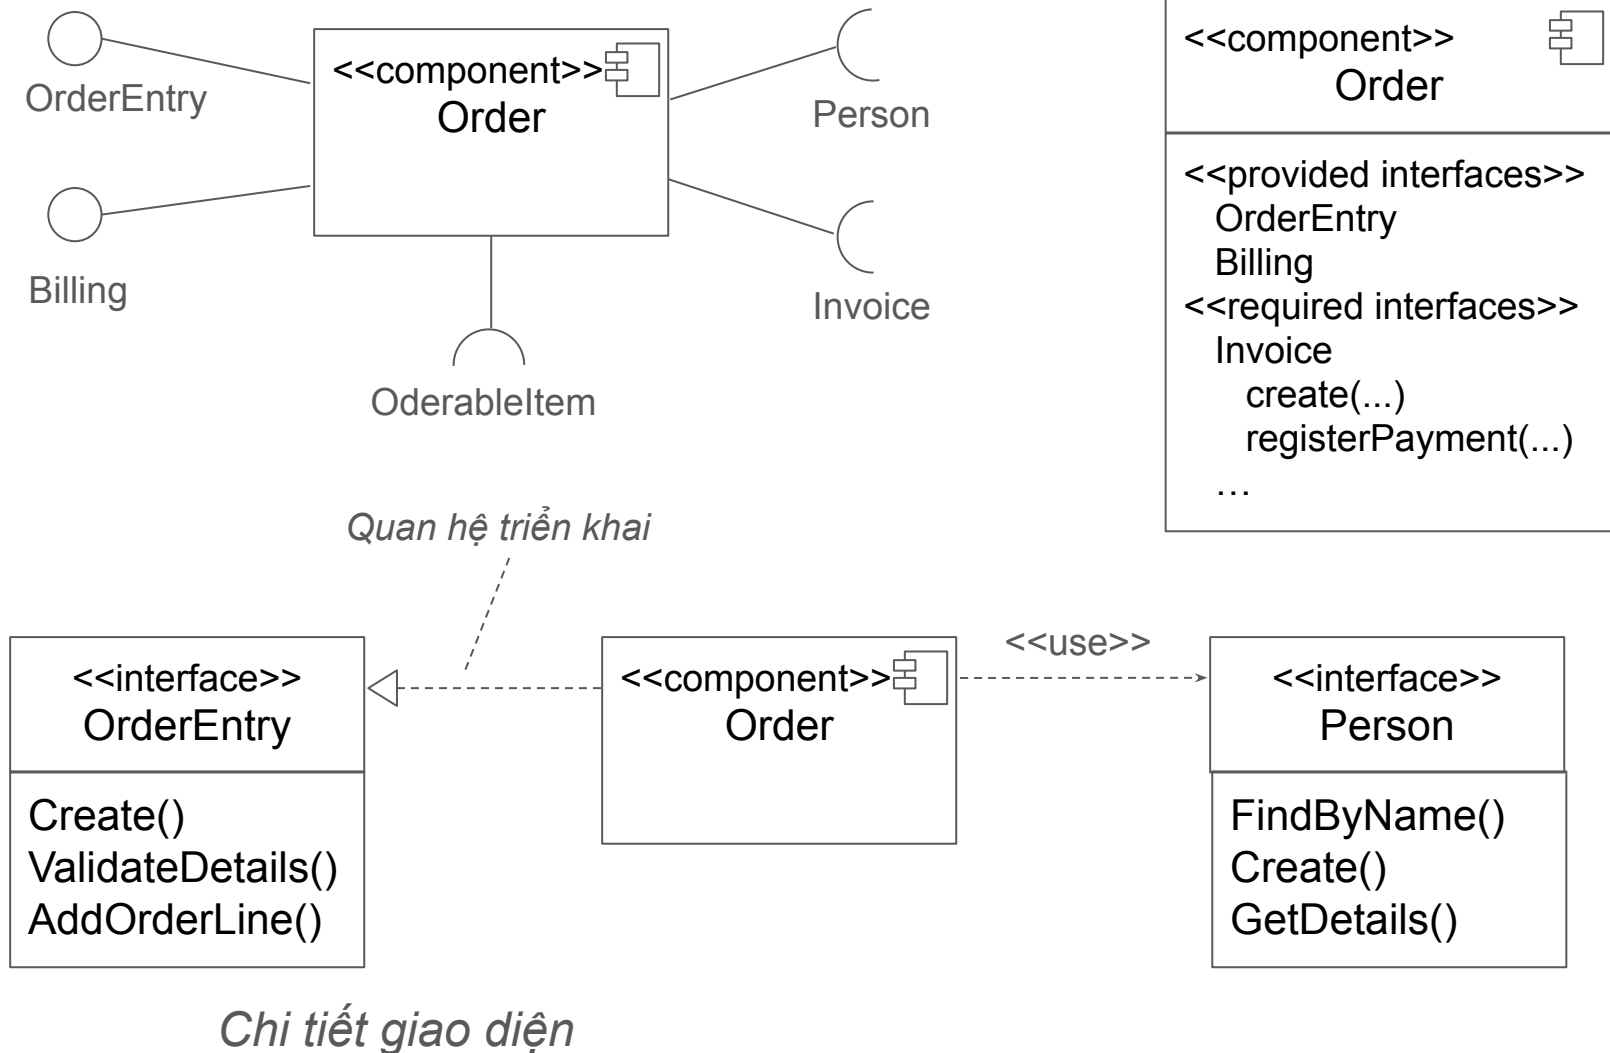 OrderEntry
Billing
<<component>>
Order
OderableItem
Person
Invoice
<<component>>
Order
<<provided interfaces>>
OrderEntry
Billing
<<required interfaces>>
Invoice
create(...)
registerPayment(...)
…
Quan hệ triển khai
<<interface>>
OrderEntry
Create()
ValidateDetails()
AddOrderLine()
<<component>>
Order
<<use>>
<<interface>>
Person
FindByName()
Create()
GetDetails()
Chi tiết giao diện